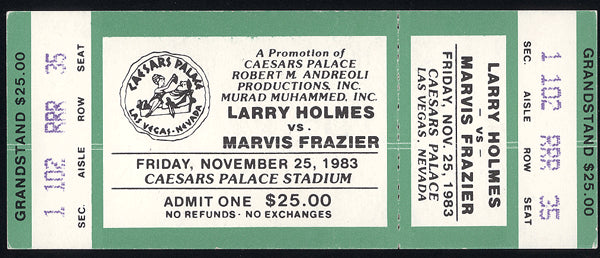 GRANDSTAND $25.00
1 102 RRR 35
SEC. AISLE ROW SEAT
CAESARS PALACE
LAS VEGAS, NEVADA
A Promotion of
CAESARS PALACE
ROBERT M. ANDREOLI
PRODUCTIONS, INC.
MURAD MUHAMMED, INC.
LARRY HOLMES
VS.
MARVIS FRAZIER
FRIDAY, NOVEMBER 25, 1983
CAESARS PALACE STADIUM
ADMIT ONE $25.00
NO REFUNDS - NO EXCHANGES
LARRY HOLMES
- VS -
MARVIS FRAZIER
FRIDAY, NOV. 25, 1983
CAESARS PALACE
LAS VEGAS, NEVADA
SEC. AISLE ROW SEAT
1 102 RRR 35
GRANDSTAND $25.00